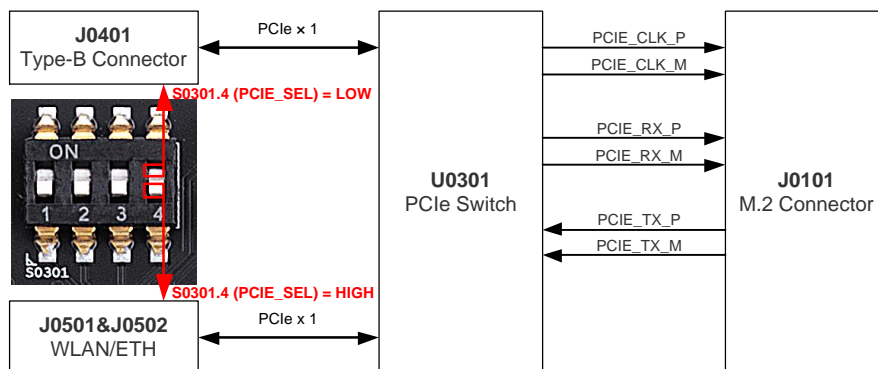 J0401
Type-B Connector
PCIe × 1
S0301.4 (PCIE_SEL) = LOW
ON
1 2 3 4
S0301
S0301.4 (PCIE_SEL) = HIGH
J0501&J0502
WLAN/ETH
PCIe x 1
U0301
PCIe Switch
PCIE_CLK_P
PCIE_CLK_M
PCIE_RX_P
PCIE_RX_M
PCIE_TX_P
PCIE_TX_M
J0101
M.2 Connector